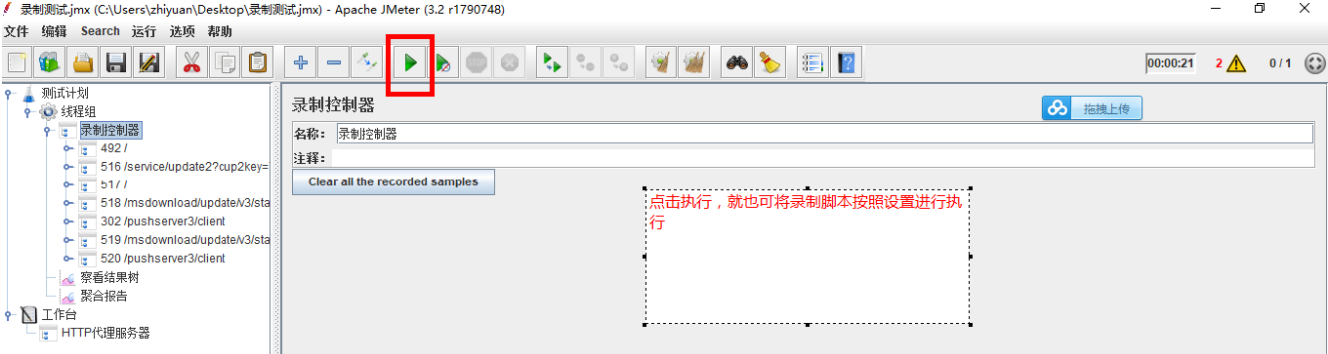 录制测试.jmx (C:\Users\zhiyuan\Desktop\录制测试.jmx) - Apache JMeter (3.2 r1790748)
文件 编辑 Search 运行 选项 帮助
00:00:21 2 0 / 1
测试计划
线程组
录制控制器
492 /
516 /service/update2?cup2key=
517 /
518 /msdownload/update/v3/sta
302 /pushserver3/client
519 /msdownload/update/v3/sta
520 /pushserver3/client
察看结果树
聚合报告
工作台
HTTP代理服务器
录制控制器
拖拽上传
名称： 录制控制器
注释：
Clear all the recorded samples
点击执行，就也可将录制脚本按照设置进行执
行